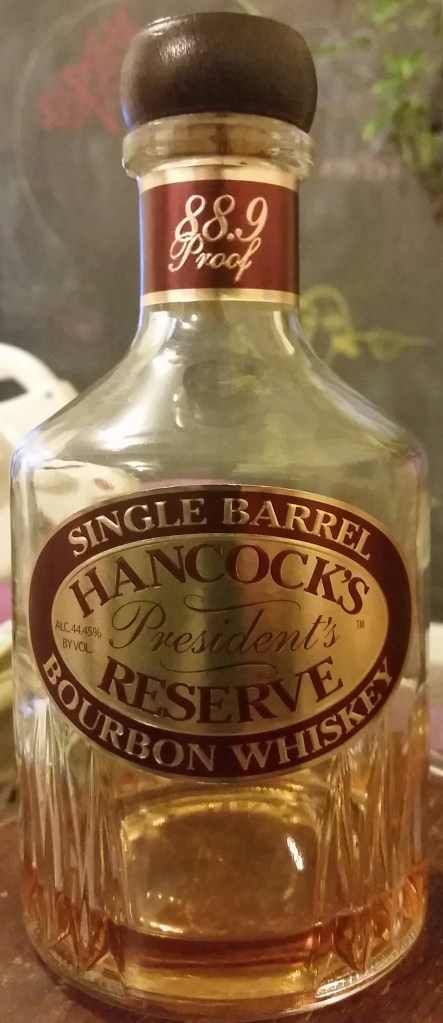 88.9
Proof
SINGLE BARREL
HANCOCK'S
ALC. 44.45%
BY VOL.
President's
TM
RESERVE
BOURBON WHISKEY